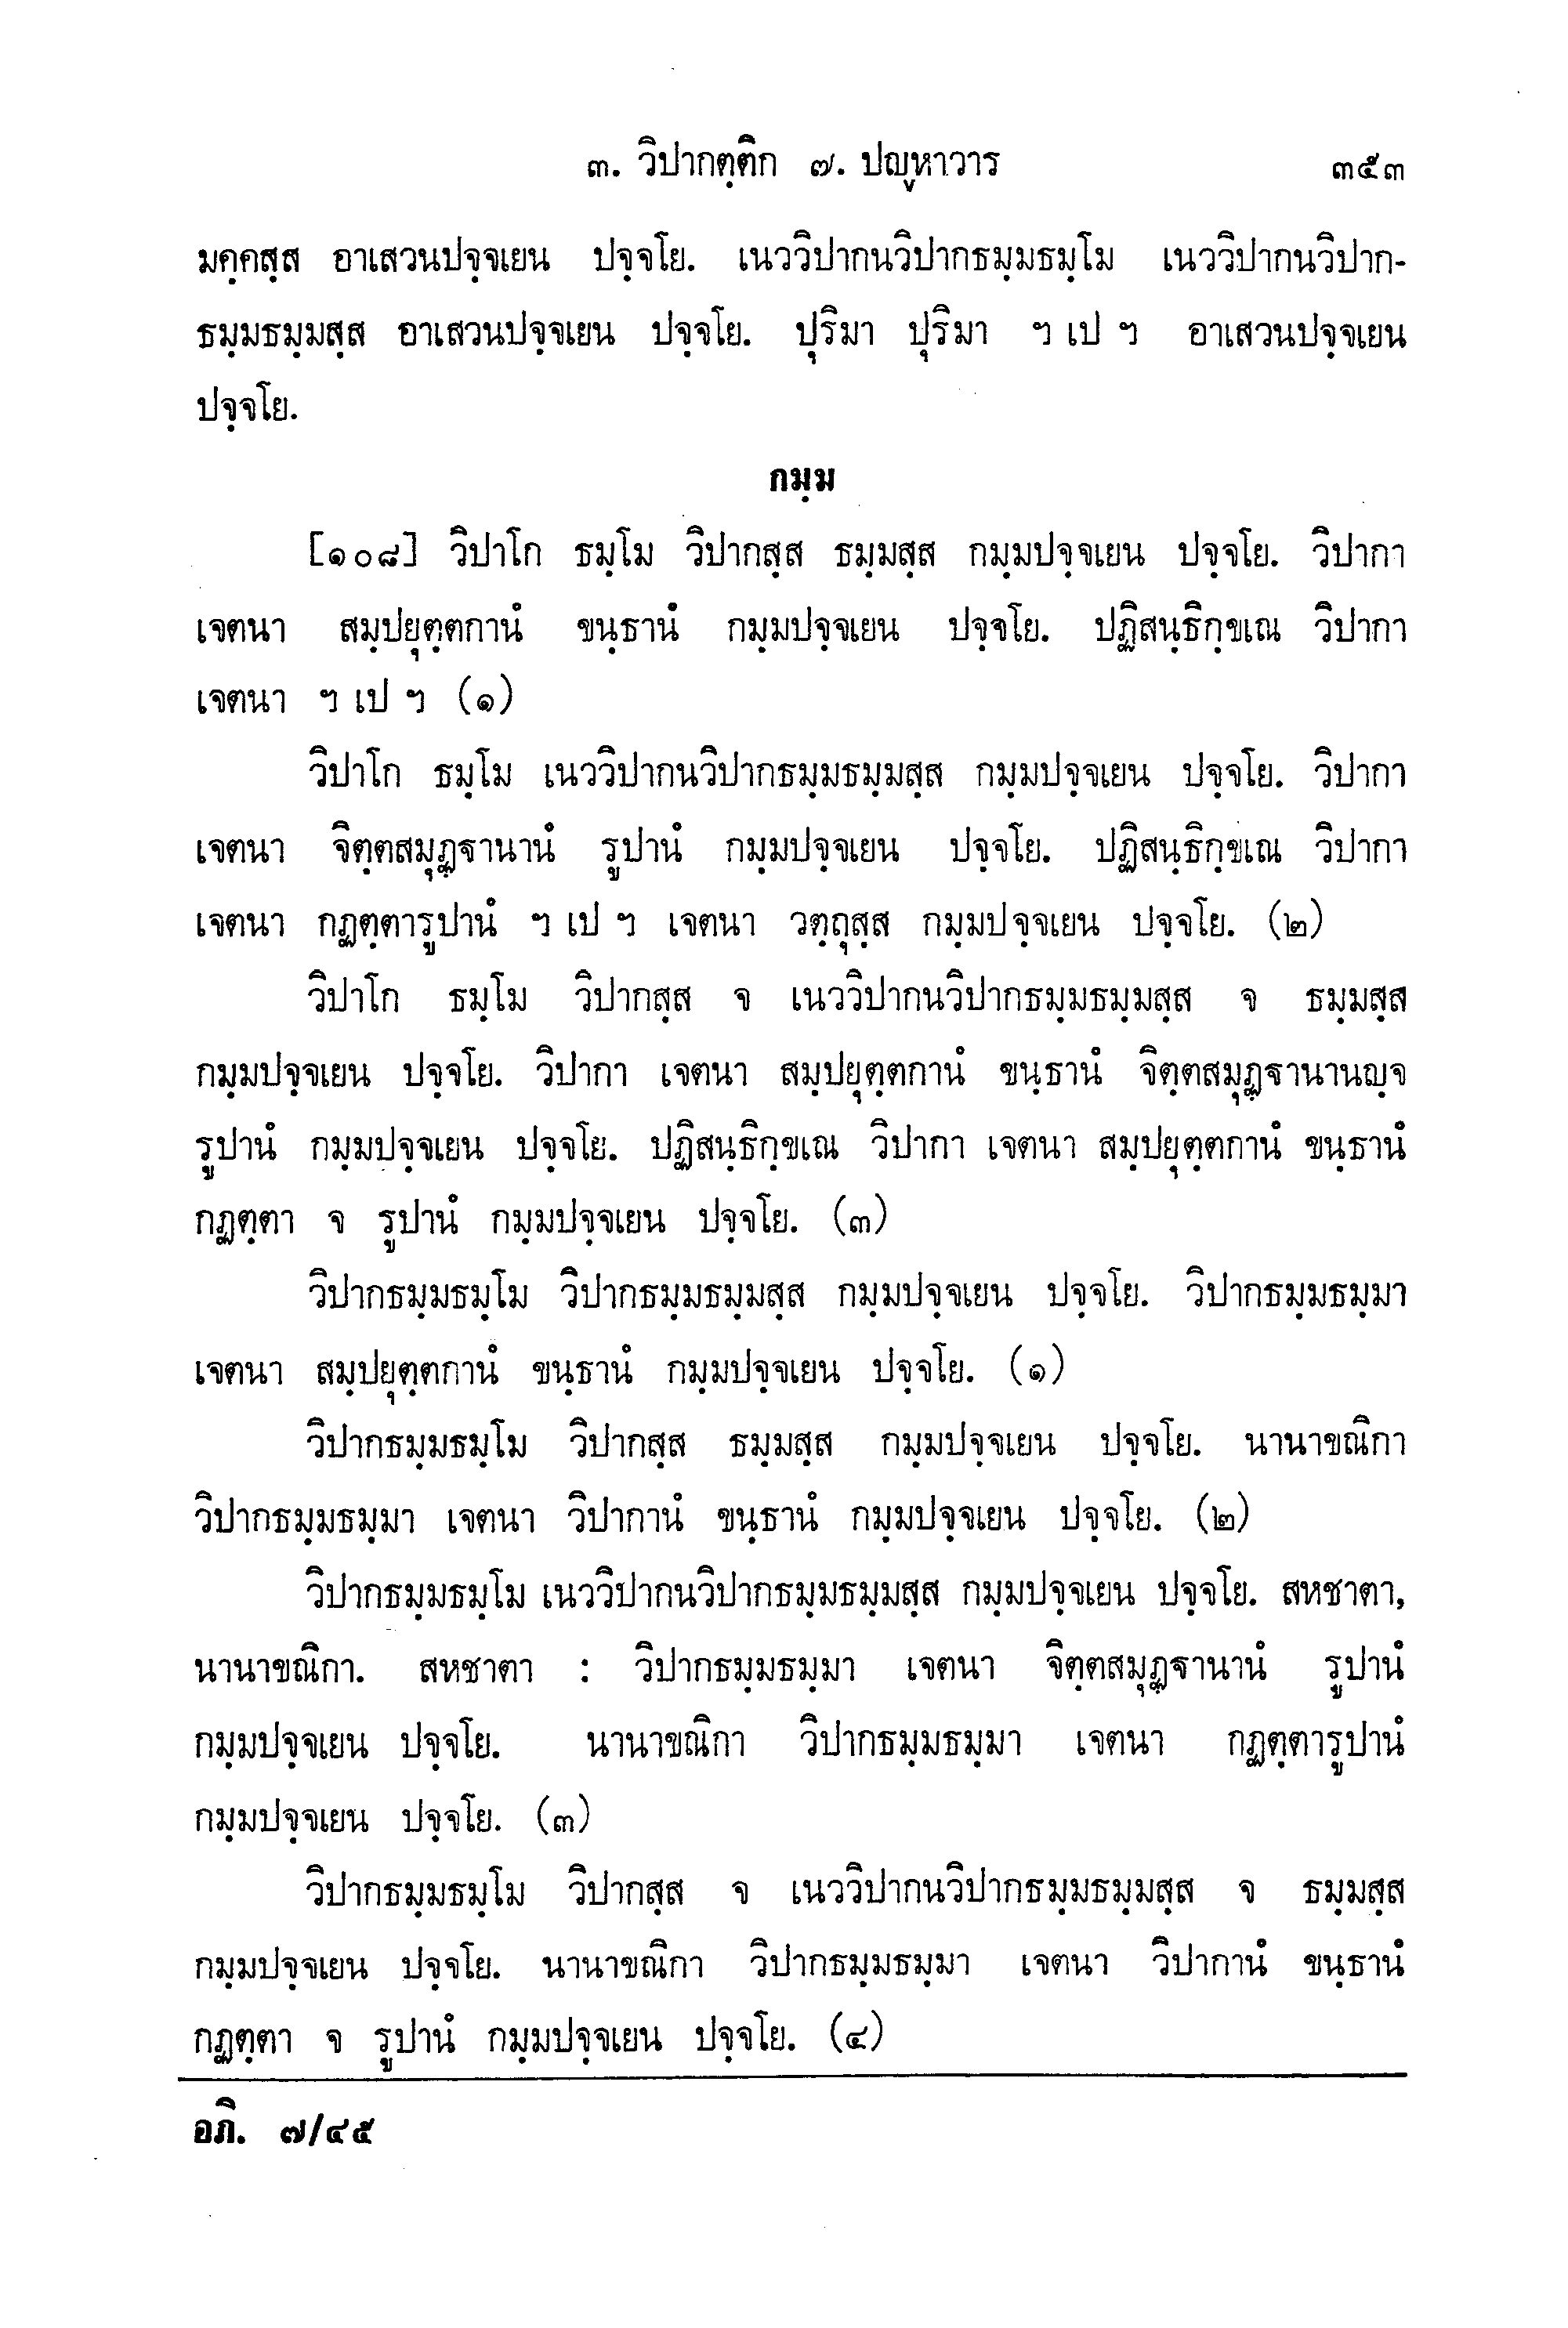 ๓. วิปากตฺติก ๗. ปญฺหาวาร ๓๕๓
มคฺคสฺส อาเสวนปจฺจเยน ปจฺจโย. เนววิปากนวิปากธมฺมธมฺโม เนววิปากนวิปาก-
ธมฺมธมฺมสฺส อาเสวนปจฺจเยน ปจฺจโย. ปุริมา ปุริมา ฯ เป ฯ อาเสวนปจฺจเยน
ปจฺจโย.
กมฺม
[๑๐๘] วิปาโก ธมฺโม วิปากสฺส ธมฺมสฺส กมฺมปจฺจเยน ปจฺจโย. วิปากา
เจตนา สมฺปยุตฺตกานํ ขนฺธานํ กมฺมปจฺจเยน ปจฺจโย. ปฏิสนฺธิกฺขเณ วิปากา
เจตนา ฯ เป ฯ (๑)
วิปาโก ธมฺโม เนววิปากนวิปากธมฺมธมฺมสฺส กมฺมปจฺจเยน ปจฺจโย. วิปากา
เจตนา จิตฺตสมุฏฺฐานานํ รูปานํ กมฺมปจฺจเยน ปจฺจโย. ปฏิสนฺธิกฺขเณ วิปากา
เจตนา กฏตฺตารูปานํ ฯ เป ฯ เจตนา วตฺถุสฺส กมฺมปจฺจเยน ปจฺจโย. (๒)
วิปาโก ธมฺโม วิปากสฺส จ เนววิปากนวิปากธมฺมธมฺมสฺส จ ธมฺมสฺส
กมฺมปจฺจเยน ปจฺจโย. วิปากา เจตนา สมฺปยุตฺตกานํ ขนฺธานํ จิตฺตสมุฏฺฐานานญฺจ
รูปานํ กมฺมปจฺจเยน ปจฺจโย. ปฏิสนฺธิกฺขเณ วิปากา เจตนา สมฺปยุตฺตกานํ ขนฺธานํ
กฏตฺตา จ รูปานํ กมฺมปจฺจเยน ปจฺจโย. (๓)
วิปากธมฺมธมฺโม วิปากธมฺมธมฺมสฺส กมฺมปจฺจเยน ปจฺจโย. วิปากธมฺมธมฺมา
เจตนา สมฺปยุตฺตกานํ ขนฺธานํ กมฺมปจฺจเยน ปจฺจโย. (๑)
วิปากธมฺมธมฺโม วิปากสฺส ธมฺมสฺส กมฺมปจฺจเยน ปจฺจโย. นานาขณิกา
วิปากธมฺมธมฺมา เจตนา วิปากานํ ขนฺธานํ กมฺมปจฺจเยน ปจฺจโย. (๒)
วิปากธมฺมธมฺโม เนววิปากนวิปากธมฺมธมฺมสฺส กมฺมปจฺจเยน ปจฺจโย. สหชาตา,
นานาขณิกา. สหชาตา : วิปากธมฺมธมฺมา เจตนา จิตฺตสมุฏฺฐานานํ รูปานํ
กมฺมปจฺจเยน ปจฺจโย. นานาขณิกา วิปากธมฺมธมฺมา เจตนา กฏตฺตารูปานํ
กมฺมปจฺจเยน ปจฺจโย. (๓)
วิปากธมฺมธมฺโม วิปากสฺส จ เนววิปากนวิปากธมฺมธมฺมสฺส จ ธมฺมสฺส
กมฺมปจฺจเยน ปจฺจโย. นานาขณิกา วิปากธมฺมธมฺมา เจตนา วิปากานํ ขนฺธานํ
กฏตฺตา จ รูปานํ กมฺมปจฺจเยน ปจฺจโย. (๔)
อภิ. ๗/๔๕